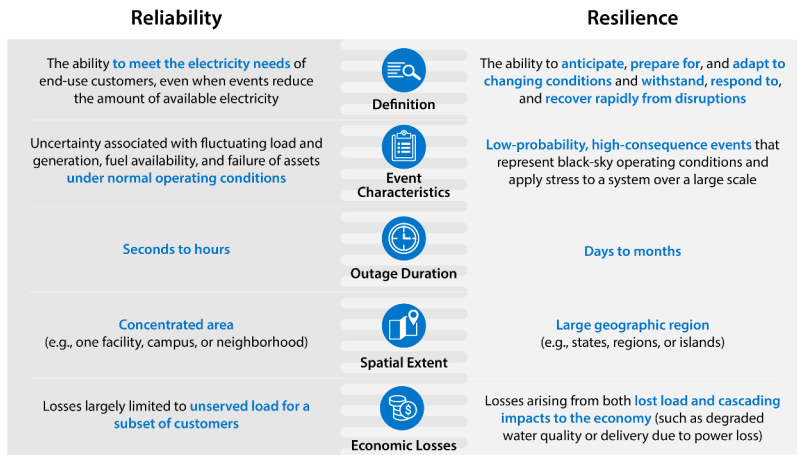 Reliability
Resilience
The ability to meet the electricity needs of
end-use customers, even when events reduce
the amount of available electricity
Definition
The ability to anticipate, prepare for, and adapt to
changing conditions and withstand, respond to,
and recover rapidly from disruptions
Uncertainty associated with fluctuating load and
generation, fuel availability, and failure of assets
under normal operating conditions
Event
Characteristics
Low-probability, high-consequence events that
represent black-sky operating conditions and
apply stress to a system over a large scale
Seconds to hours
Outage Duration
Days to months
Concentrated area
(e.g., one facility, campus, or neighborhood)
Spatial Extent
Large geographic region
(e.g., states, regions, or islands)
Losses largely limited to unserved load for a
subset of customers
Economic Losses
Losses arising from both lost load and cascading
impacts to the economy (such as degraded
water quality or delivery due to power loss)